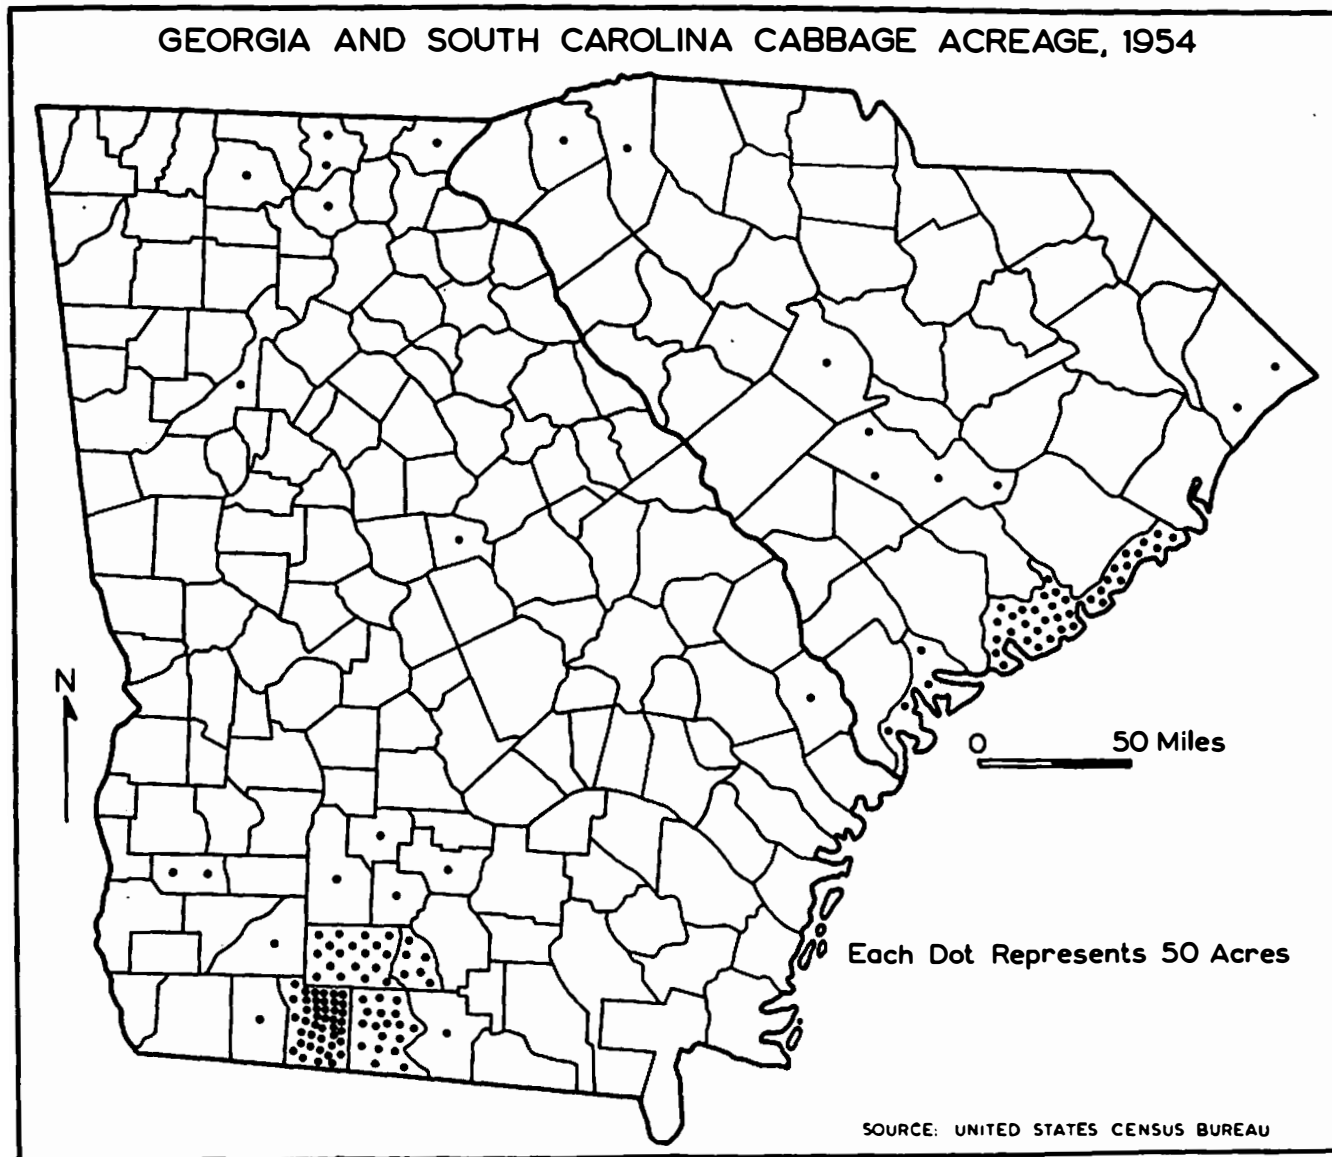 GEORGIA AND SOUTH CAROLINA CABBAGE ACREAGE, 1954
N
0 50 Miles
Each Dot Represents 50 Acres
SOURCE: UNITED STATES CENSUS BUREAU